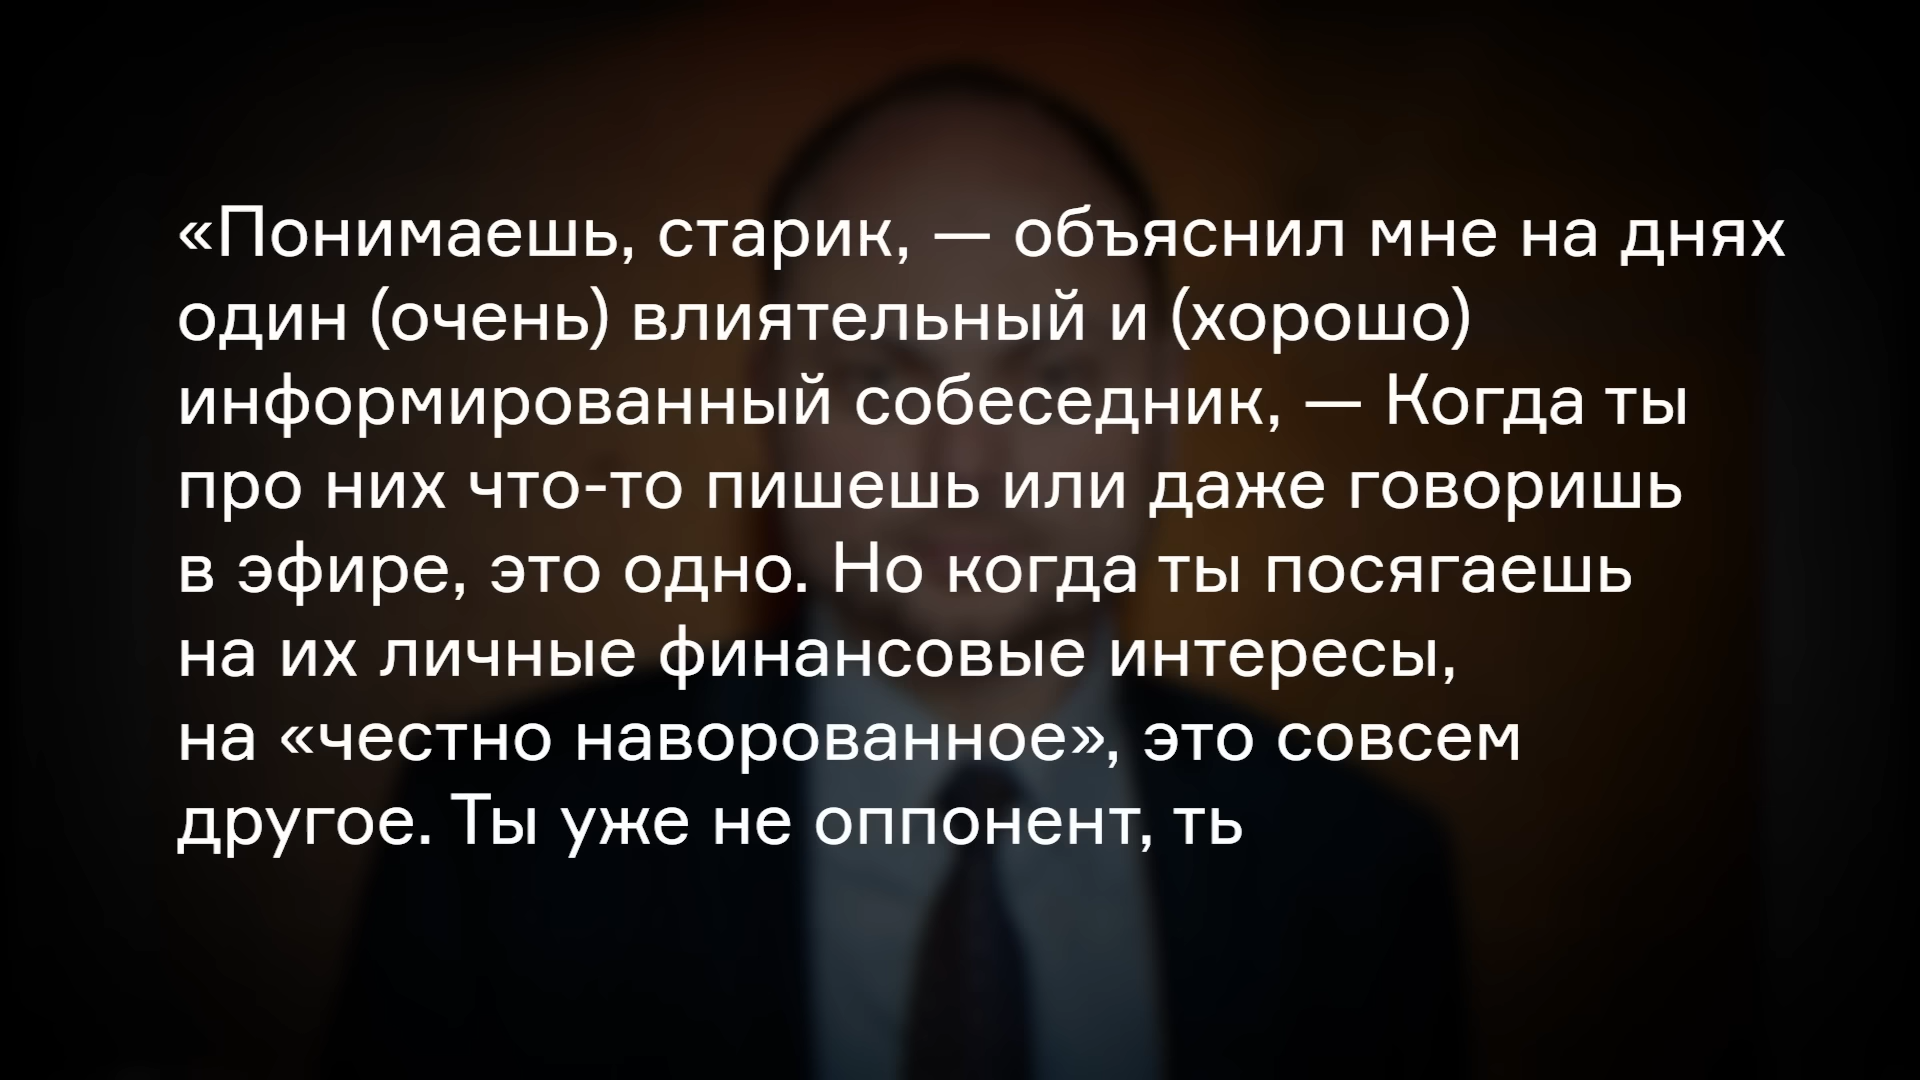 «Понимаешь, старик, — объяснил мне на днях
один (очень) влиятельный и (хорошо)
информированный собеседник, — Когда ты
про них что-то пишешь или даже говоришь
в эфире, это одно. Но когда ты посягаешь
на их личные финансовые интересы,
на «честно наворованное», это совсем
другое. Ты уже не оппонент, ть